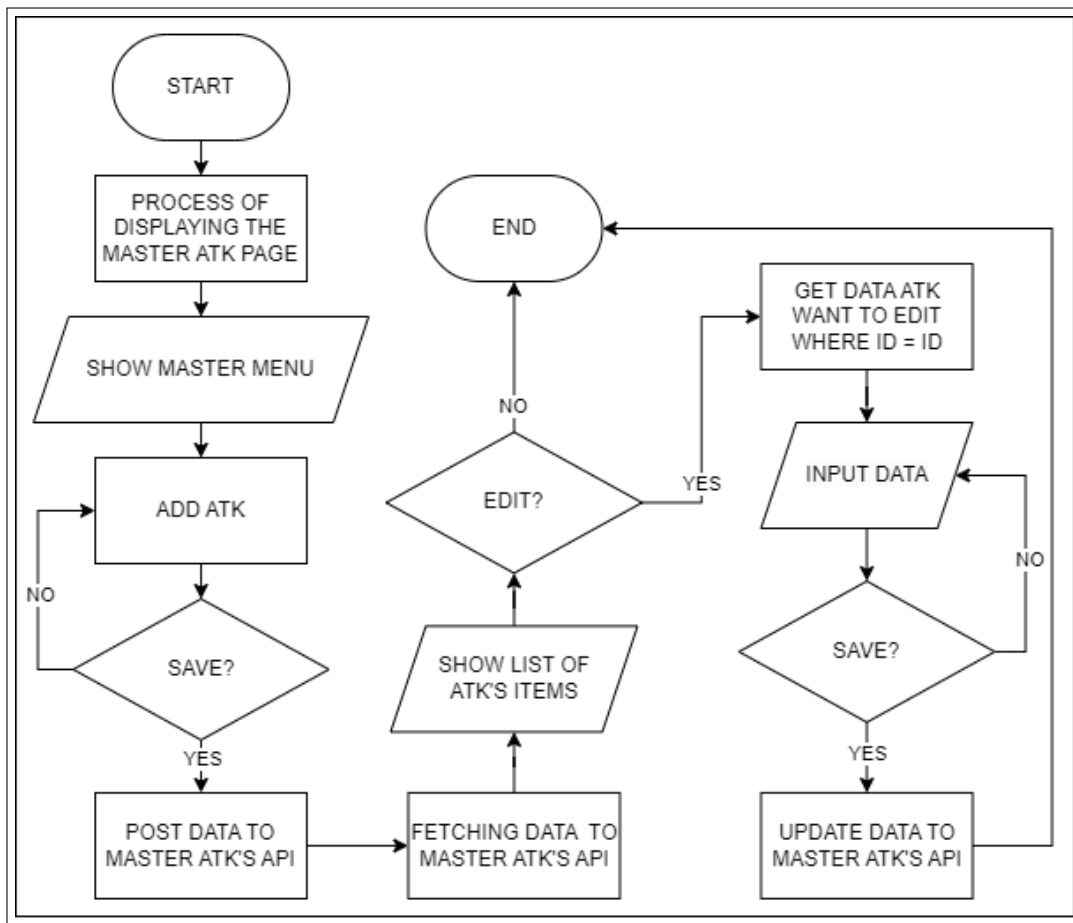 START
PROCESS OF
DISPLAYING THE
MASTER ATK PAGE
SHOW MASTER MENU
ADD ATK
NO
SAVE?
YES
POST DATA TO
MASTER ATK'S API
FETCHING DATA TO
MASTER ATK'S API
SHOW LIST OF
ATK'S ITEMS
EDIT?
NO
END
YES
GET DATA ATK
WANT TO EDIT
WHERE ID = ID
INPUT DATA
NO
SAVE?
YES
UPDATE DATA TO
MASTER ATK'S API